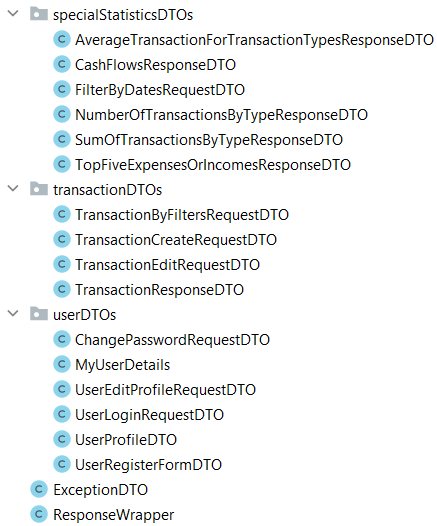 specialStatisticsDTOs
C AverageTransactionForTransactionTypesResponseDTO
C CashFlowsResponseDTO
C FilterByDatesRequestDTO
C NumberOfTransactionsByTypeResponseDTO
C SumOfTransactionsByTypeResponseDTO
C TopFiveExpensesOrIncomesResponseDTO
transactionDTOs
C TransactionByFiltersRequestDTO
C TransactionCreateRequestDTO
C TransactionEditRequestDTO
C TransactionResponseDTO
userDTOs
C ChangePasswordRequestDTO
C MyUserDetails
C UserEditProfileRequestDTO
C UserLoginRequestDTO
C UserProfileDTO
C UserRegisterFormDTO
C ExceptionDTO
C ResponseWrapper